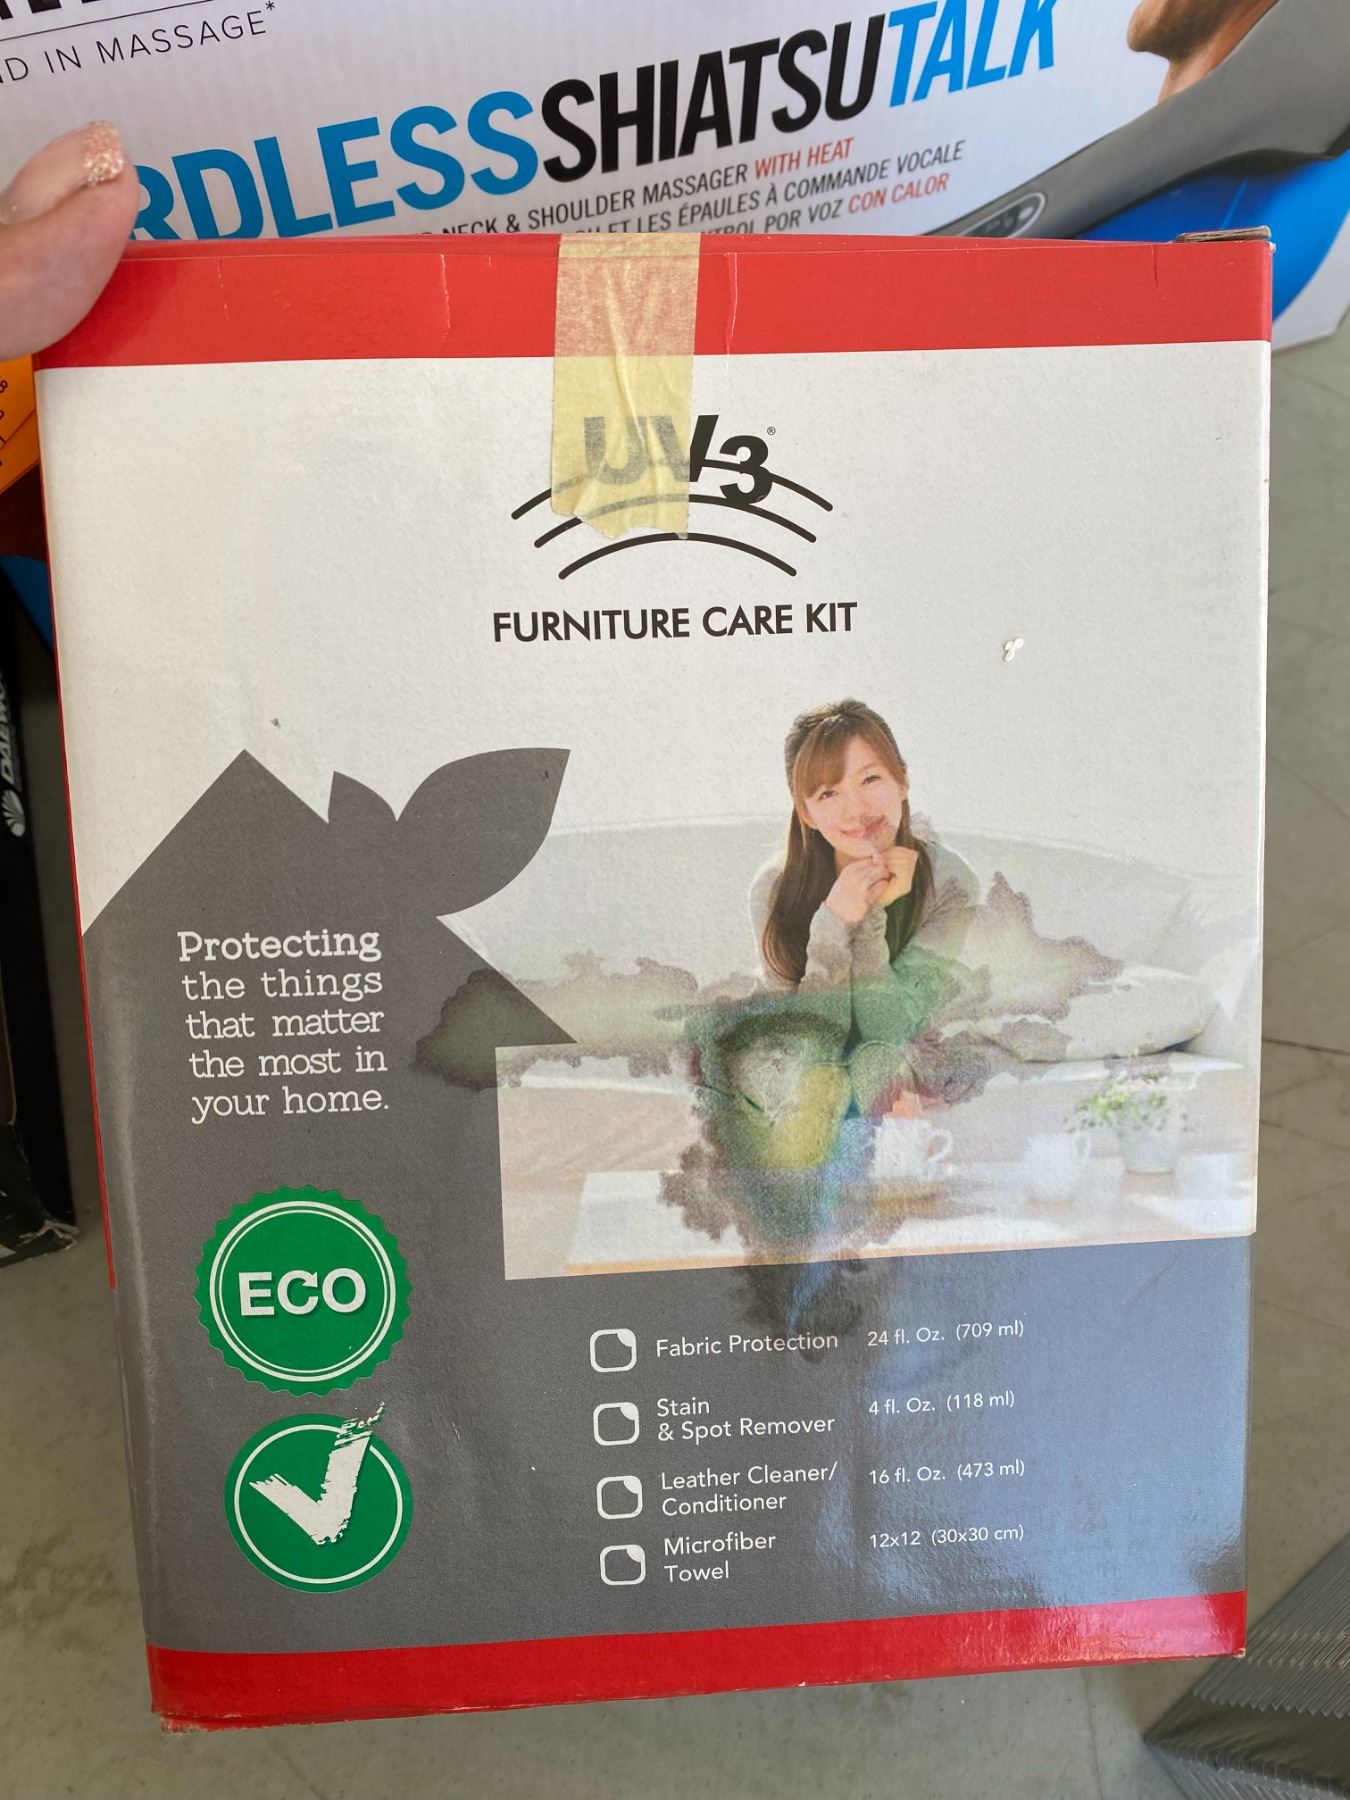 D IN MASSAGE*
RDLESSSHIATSUTALK
NECK & SHOULDER MASSAGER WITH HEAT
ET LES ÉPAULES À COMMANDE VOCALE
TROL POR VOZ CON CALOR
UV3®
FURNITURE CARE KIT
Protecting
the things
that matter
the most in
your home.
ECO
Fabric Protection 24 fl. Oz. (709 ml)
Stain
& Spot Remover 4 fl. Oz. (118 ml)
Leather Cleaner/
Conditioner 16 fl. Oz. (473 ml)
Microfiber
Towel 12x12 (30x30 cm)
DAEWO